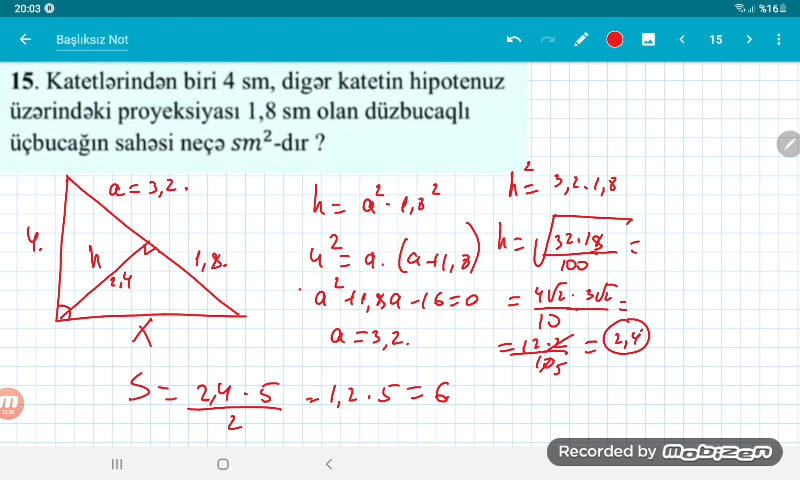 20:03 %16
Başlıksız Not 15
15. Katetlərindən biri 4 sm, digər katetin hipotenuz
üzərindəki proyeksiyası 1,8 sm olan düzbucaqlı
üçbucağın sahəsi neçə sm²-dır ?
a = 3,2.
4.
h
2,4
1,8.
x
h = a² · 1,8²
4² = a · (a+1,8)
a² + 1,8a - 16 = 0
a = 3,2.
h² = 3,2 · 1,8
h = √(32·18/100) =
= 4√2 · 3√2 / 10 =
= 12·2 / 10 5 = 2,4
S = 2,4 · 5 / 2 = 1,2 · 5 = 6
Recorded by mobizen